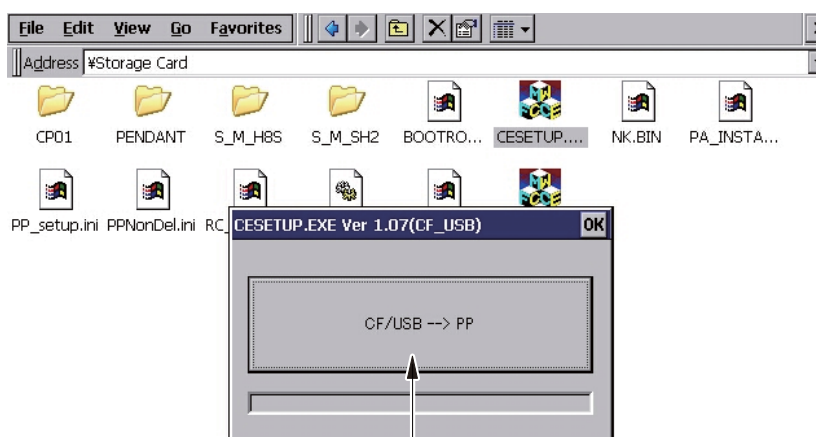 File Edit View Go Favorites
Address ¥Storage Card
CP01 PENDANT S_M_H8S S_M_SH2 BOOTRO... CESETUP.... NK.BIN PA_INSTA...
PP_setup.ini PPNonDel.ini RC_
CESETUP.EXE Ver 1.07(CF_USB) OK
CF/USB --> PP